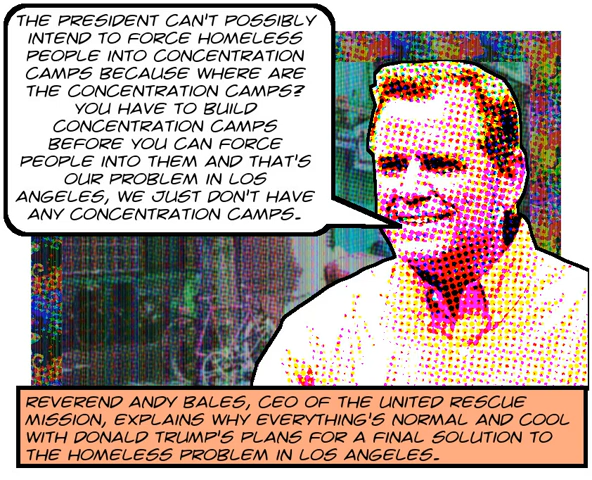 THE PRESIDENT CAN'T POSSIBLY
INTEND TO FORCE HOMELESS
PEOPLE INTO CONCENTRATION
CAMPS BECAUSE WHERE ARE
THE CONCENTRATION CAMPS?
YOU HAVE TO BUILD
CONCENTRATION CAMPS
BEFORE YOU CAN FORCE
PEOPLE INTO THEM AND THAT'S
OUR PROBLEM IN LOS
ANGELES, WE JUST DON'T HAVE
ANY CONCENTRATION CAMPS.
REVEREND ANDY BALES, CEO OF THE UNITED RESCUE
MISSION, EXPLAINS WHY EVERYTHING'S NORMAL AND COOL
WITH DONALD TRUMP'S PLANS FOR A FINAL SOLUTION TO
THE HOMELESS PROBLEM IN LOS ANGELES.